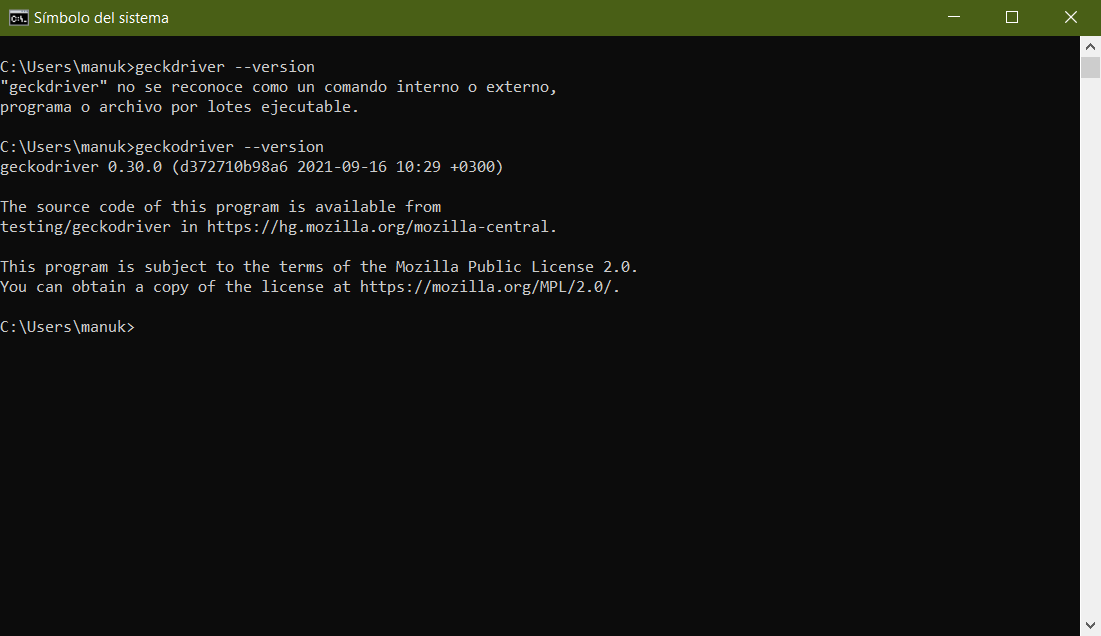 Símbolo del sistema
C:\Users\manuk>geckdriver --version
"geckdriver" no se reconoce como un comando interno o externo,
programa o archivo por lotes ejecutable.
C:\Users\manuk>geckodriver --version
geckodriver 0.30.0 (d372710b98a6 2021-09-16 10:29 +0300)
The source code of this program is available from
testing/geckodriver in https://hg.mozilla.org/mozilla-central.
This program is subject to the terms of the Mozilla Public License 2.0.
You can obtain a copy of the license at https://mozilla.org/MPL/2.0/.
C:\Users\manuk>